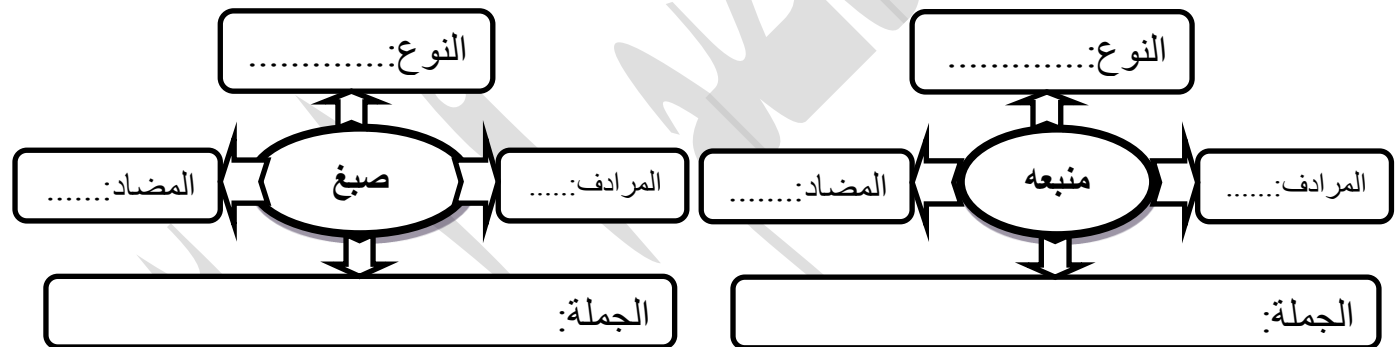 النوع:.............
النوع:.............
المرادف:......
منبعه
المضاد:........
المرادف:.....
صبغ
المضاد:.......
الجملة:
الجملة: